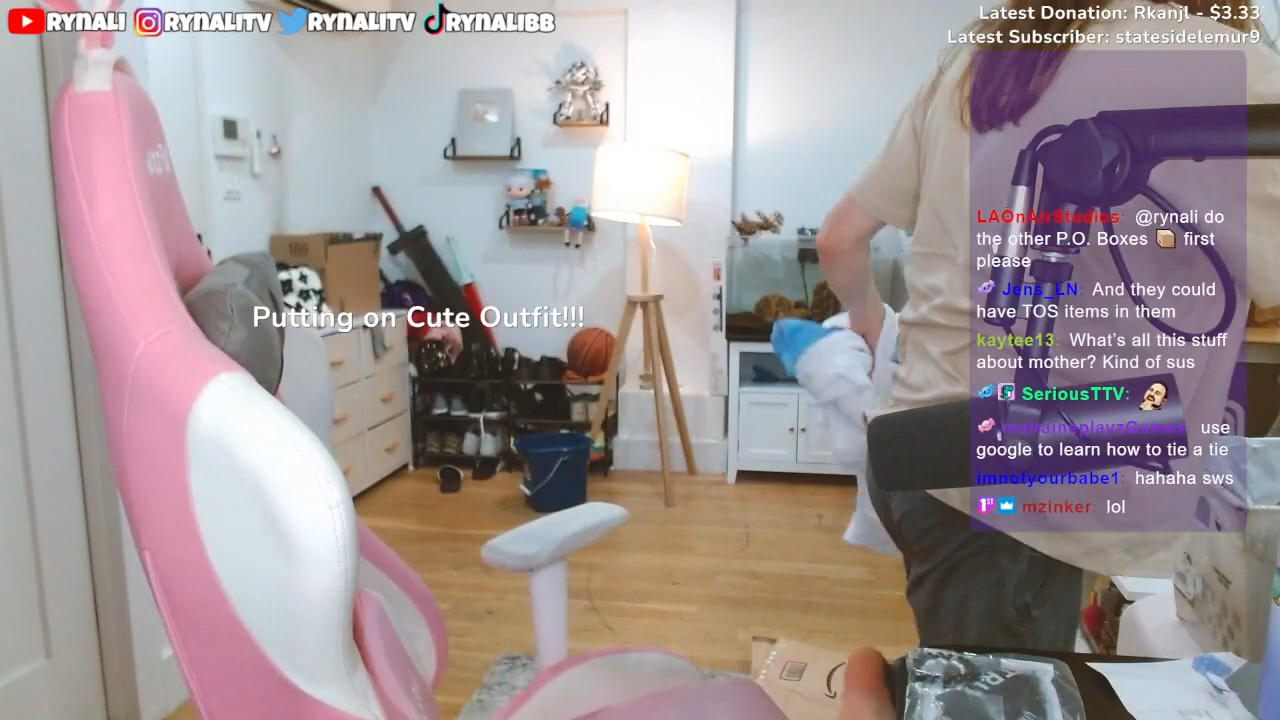 RYNALI RYNALITV RYNALITV RYNALIBB
Latest Donation: Rkanjl - $3.33
Latest Subscriber: statesidelemur9
LAOnAirStudios: @rynali do
the other P.O. Boxes first
please
Jens_LN: And they could
have TOS items in them
kaytee13: What's all this stuff
about mother? Kind of sus
SeriousTTV:
use
google to learn how to tie a tie
imnofyourbabe1: hahaha sws
1ST mzinker: lol
Putting on Cute Outfit!!!